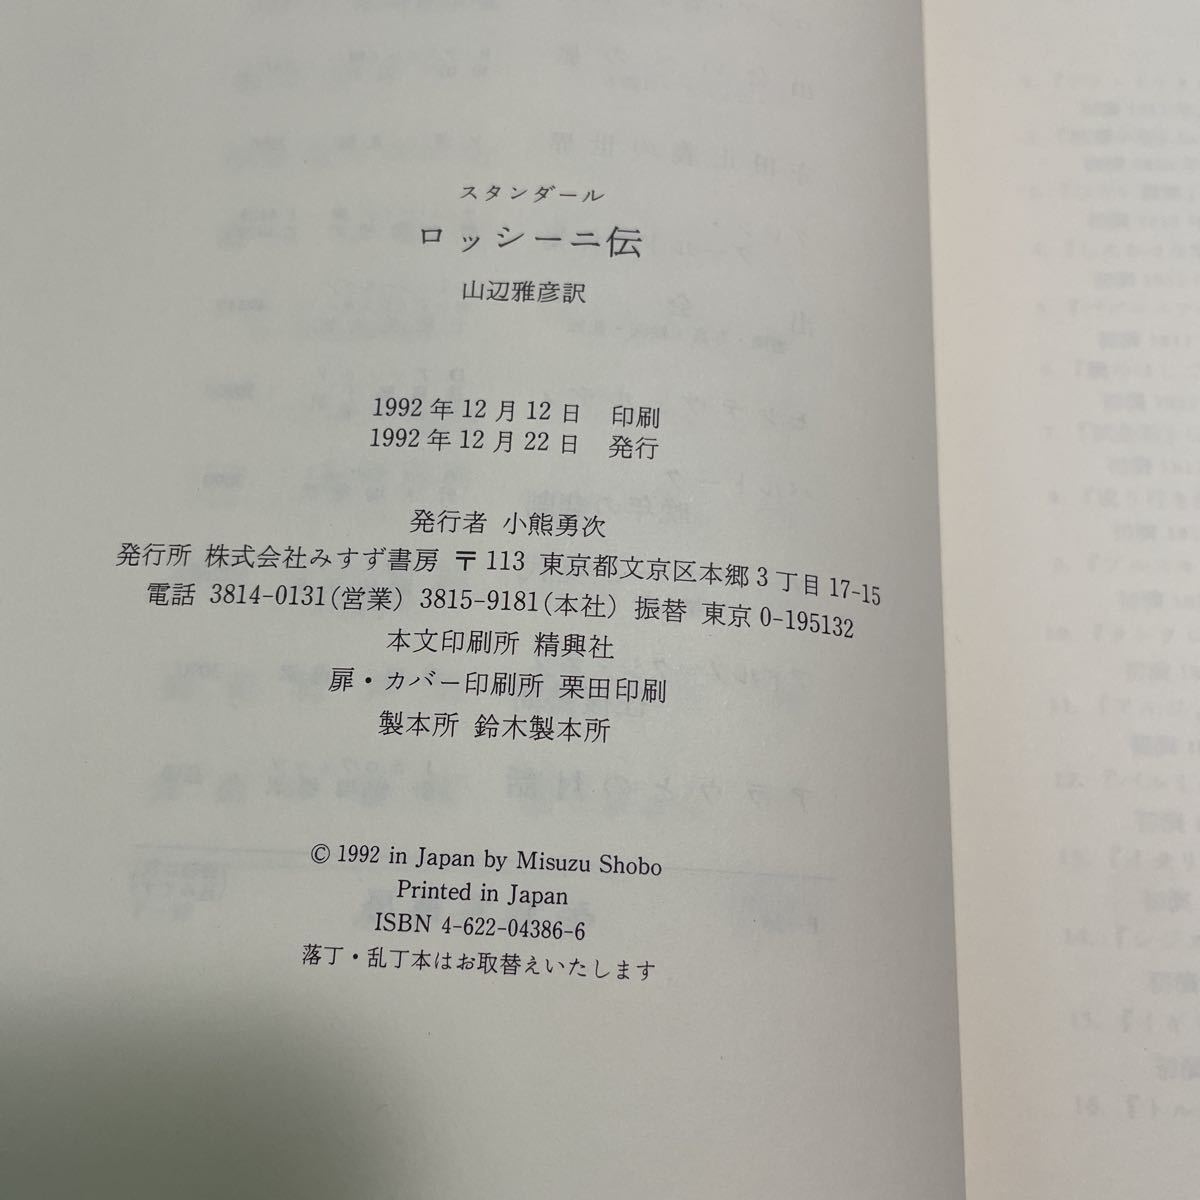 スタンダール
ロッシーニ伝
山辺雅彦訳
1992年12月12日 印刷
1992年12月22日 発行
発行者 小熊勇次
発行所 株式会社みすず書房 〒113 東京都文京区本郷3丁目17-15
電話 3814-0131(営業) 3815-9181(本社) 振替 東京0-195132
本文印刷所 精興社
扉・カバー印刷所 栗田印刷
製本所 鈴木製本所
© 1992 in Japan by Misuzu Shobo
Printed in Japan
ISBN 4-622-04386-6
落丁・乱丁本はお取替えいたします